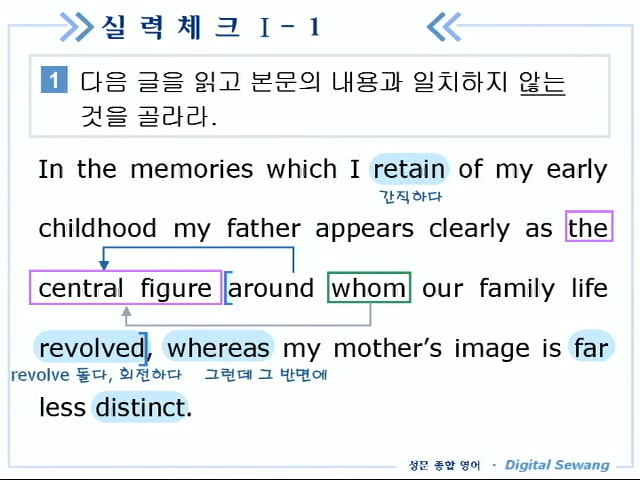 실력체크 I - 1
1 다음 글을 읽고 본문의 내용과 일치하지 않는
것을 골라라.
In the memories which I retain of my early
간직하다
childhood my father appears clearly as the
central figure [around whom our family life
revolved], whereas my mother's image is far
revolve 돌다, 회전하다 그런데 그 반면에
less distinct.
성문 종합 영어 · Digital Sewang